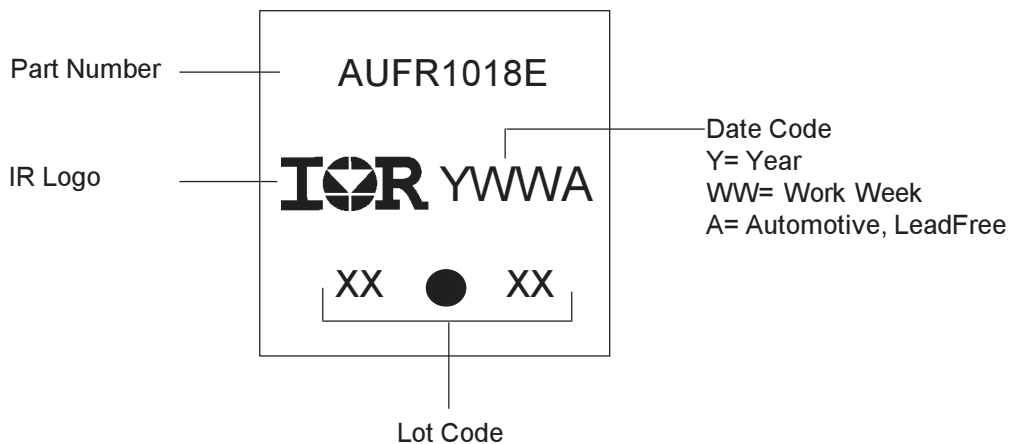 Part Number
AUFR1018E
IR Logo
IOR YWWA
Date Code
Y= Year
WW= Work Week
A= Automotive, LeadFree
XX XX
Lot Code